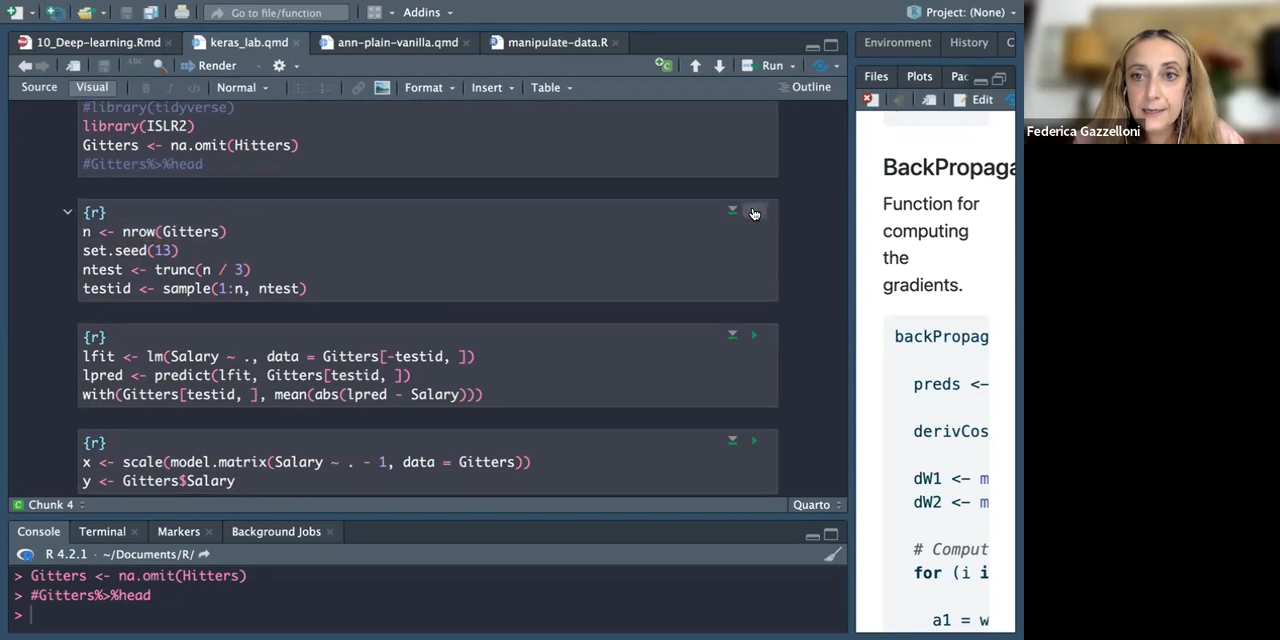 Go to file/function
Addins
Project: (None)
10_Deep-learning.Rmd
keras_lab.qmd
ann-plain-vanilla.qmd
manipulate-data.R
Environment
History
C
ABC
Render
Run
Files
Plots
Pac
Source
Visual
B
I
</>
Normal
Format
Insert
Table
Outline
Edit
#library(tidyverse)
library(ISLR2)
Gitters <- na.omit(Hitters)
#Gitters%>%head
{r}
n <- nrow(Gitters)
set.seed(13)
ntest <- trunc(n / 3)
testid <- sample(1:n, ntest)
{r}
lfit <- lm(Salary ~ ., data = Gitters[-testid, ])
lpred <- predict(lfit, Gitters[testid, ])
with(Gitters[testid, ], mean(abs(lpred - Salary)))
{r}
x <- scale(model.matrix(Salary ~ . - 1, data = Gitters))
y <- Gitters$Salary
Chunk 4
Quarto
Console
Terminal
Markers
Background Jobs
R 4.2.1 · ~/Documents/R/
> Gitters <- na.omit(Hitters)
> #Gitters%>%head
>
BackPropaga
Function for
computing
the
gradients.
backPropag
preds <-
derivCos
dW1 <- m
dW2 <- m
# Comput
for (i i
a1 = w
Federica Gazzelloni